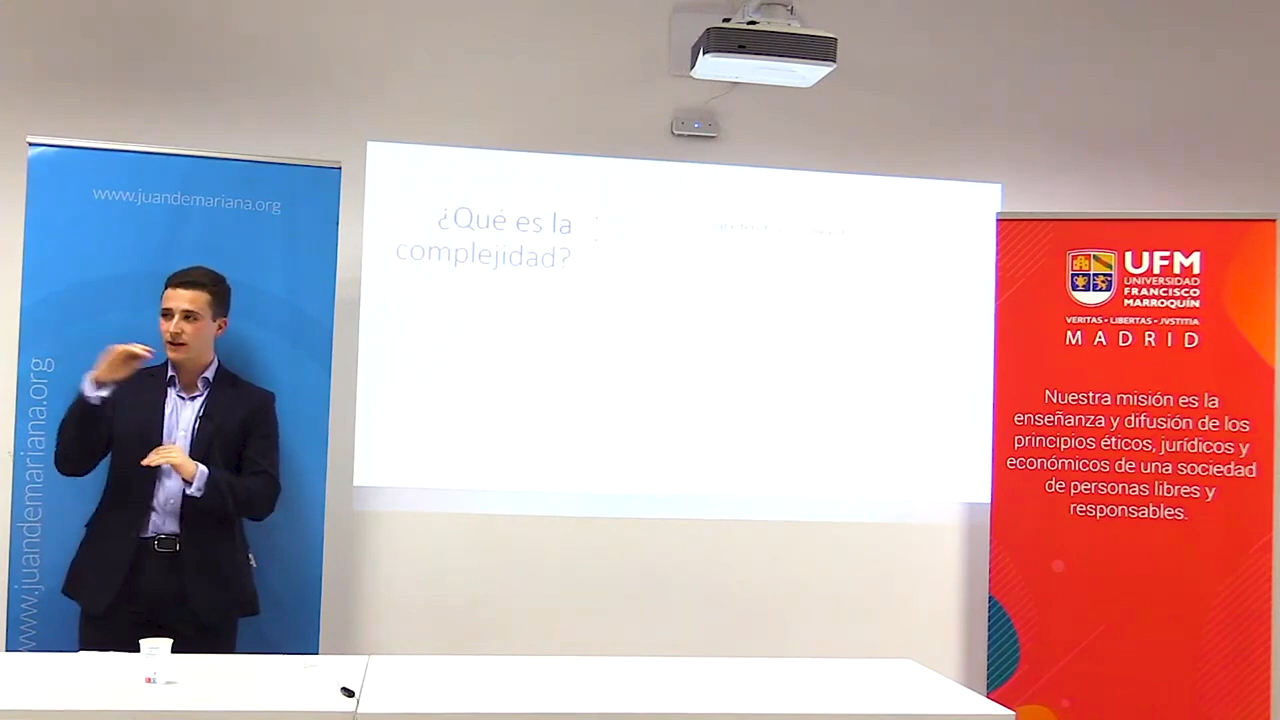 www.juandemariana.org
www.juandemariana.org
¿Qué es la
complejidad?
UFM
UNIVERSIDAD
FRANCISCO
MARROQUÍN
VERITAS • LIBERTAS • JVSTITIA
MADRID
Nuestra misión es la
enseñanza y difusión de los
principios éticos, jurídicos y
económicos de una sociedad
de personas libres y
responsables.